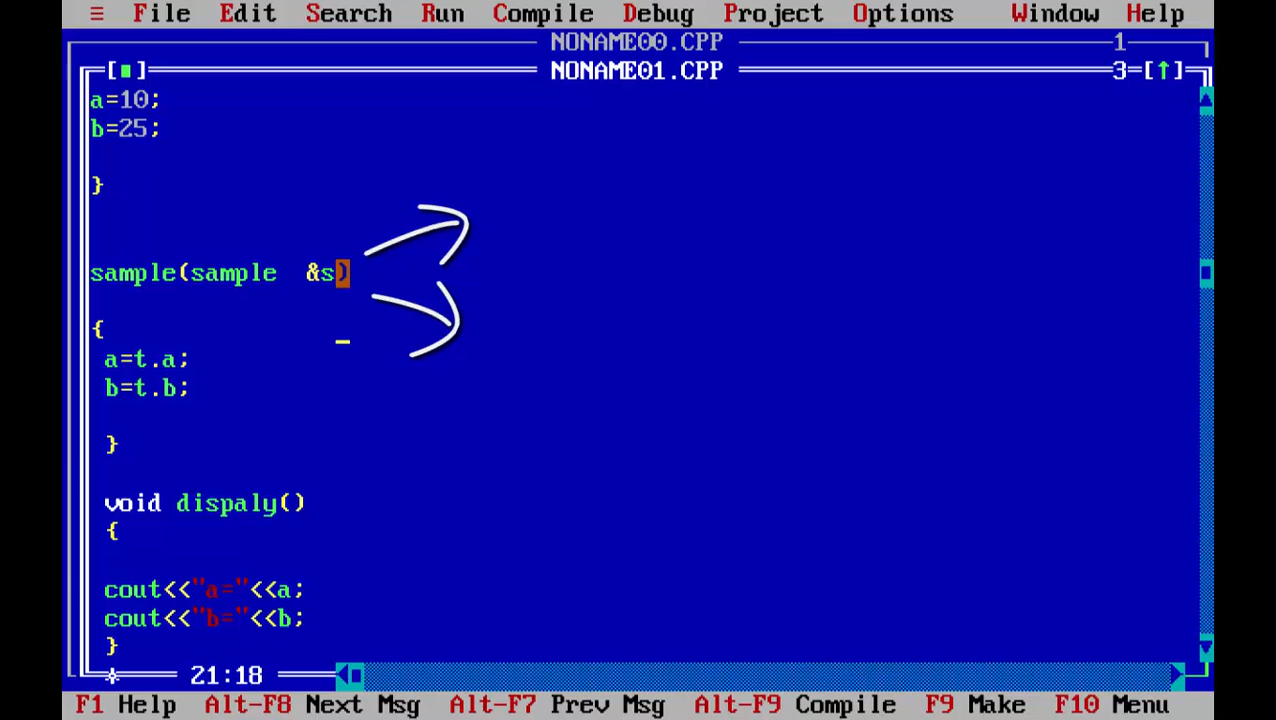 ≡ File Edit Search Run Compile Debug Project Options Window Help
NONAME00.CPP 1
[■] NONAME01.CPP 3=[↑]
a=10;
b=25;
}
sample(sample  &s)
{
a=t.a;
b=t.b;
}
void dispaly()
{
cout<<"a="<<a;
cout<<"b="<<b;
}
21:18
F1 Help Alt-F8 Next Msg Alt-F7 Prev Msg Alt-F9 Compile F9 Make F10 Menu